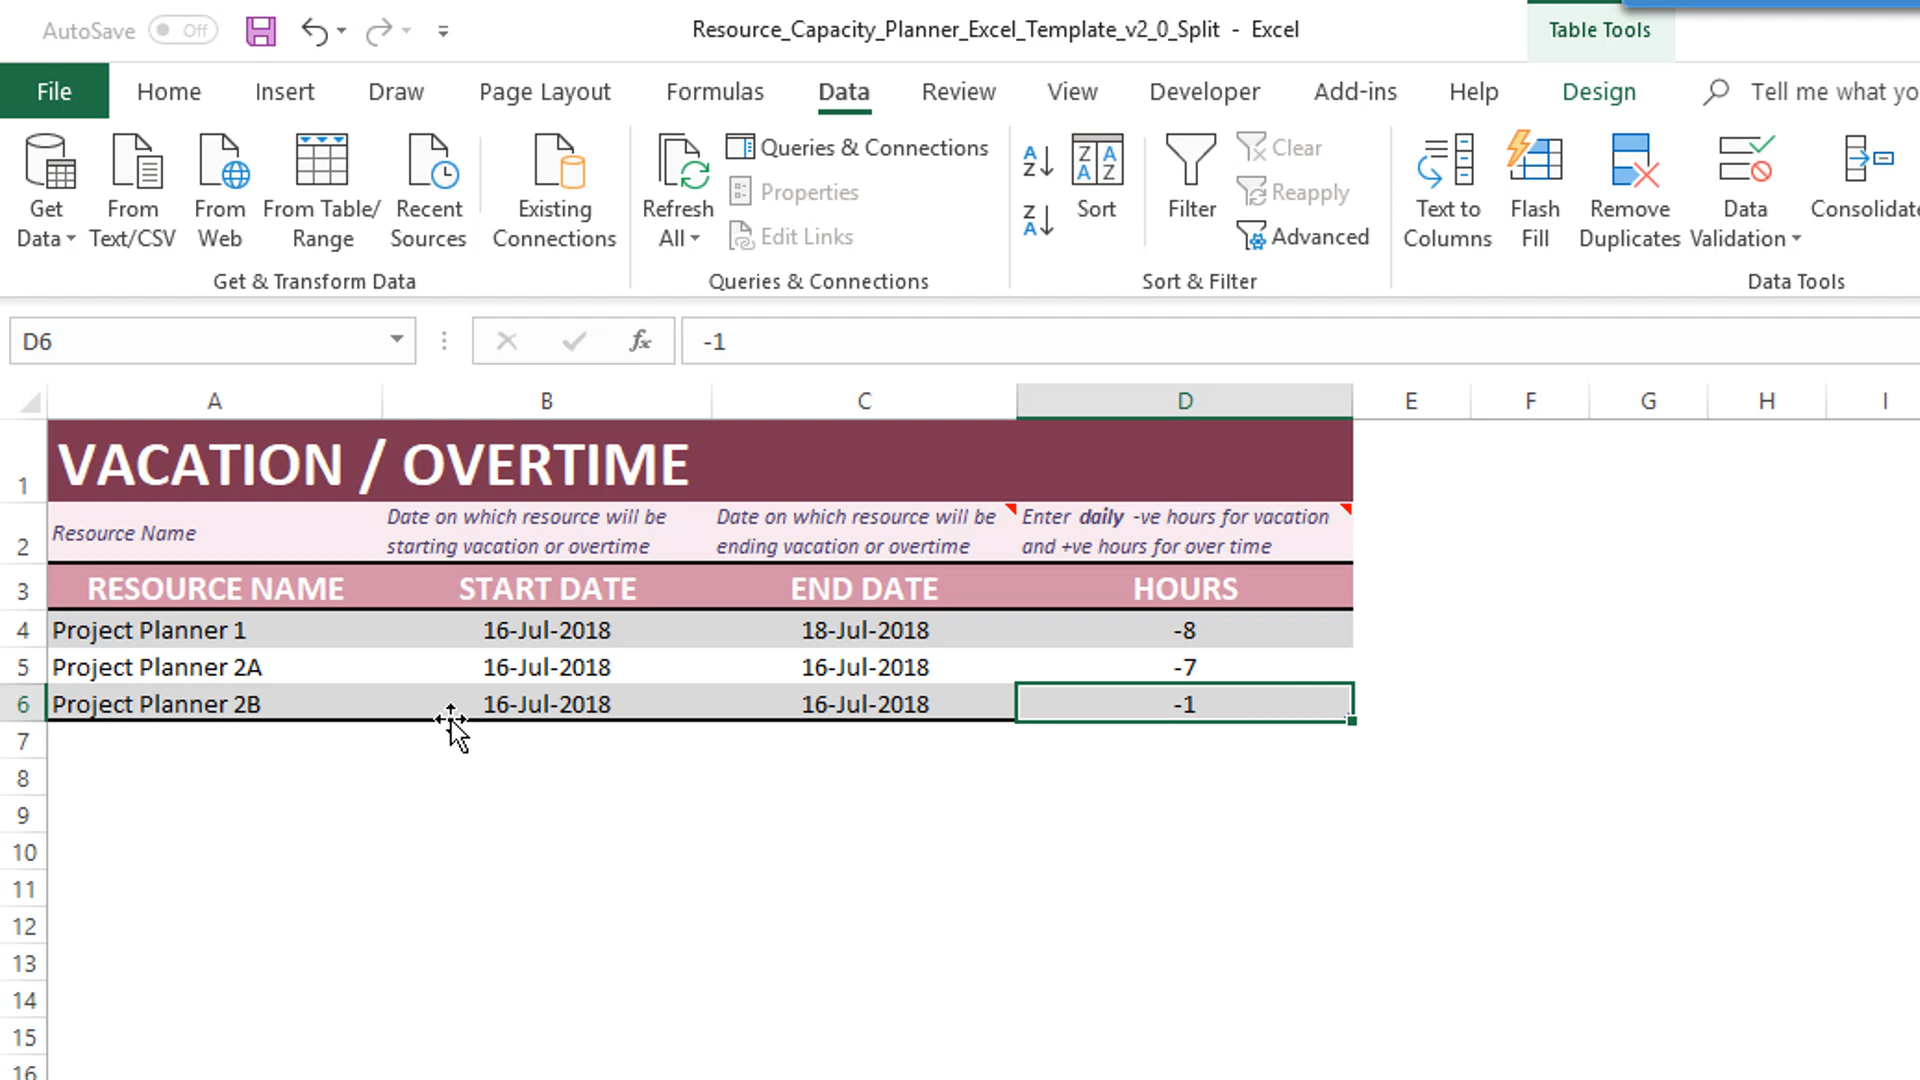 AutoSave Off
Resource_Capacity_Planner_Excel_Template_v2_0_Split - Excel
Table Tools
File Home Insert Draw Page Layout Formulas Data Review View Developer Add-ins Help Design Tell me what yo
Get Data
From Text/CSV
From Web
From Table/ Range
Recent Sources
Existing Connections
Get & Transform Data
Refresh All
Queries & Connections
Properties
Edit Links
Queries & Connections
Sort
Filter
Clear
Reapply
Advanced
Sort & Filter
Text to Columns
Flash Fill
Remove Duplicates
Data Validation
Consolidate
Data Tools
D6 fx -1
A B C D E F G H I
1 VACATION / OVERTIME
2 Resource Name
Date on which resource will be
starting vacation or overtime
Date on which resource will be
ending vacation or overtime
Enter daily -ve hours for vacation
and +ve hours for over time
3 RESOURCE NAME START DATE END DATE HOURS
4 Project Planner 1 16-Jul-2018 18-Jul-2018 -8
5 Project Planner 2A 16-Jul-2018 16-Jul-2018 -7
6 Project Planner 2B 16-Jul-2018 16-Jul-2018 -1
7
8
9
10
11
12
13
14
15
16